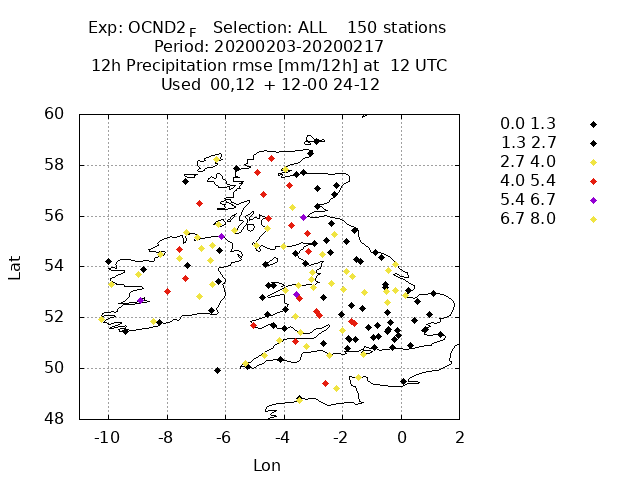 Exp: OCND2 F   Selection: ALL    150 stations
Period: 20200203-20200217
12h Precipitation rmse [mm/12h] at  12 UTC
Used  00,12  + 12-00 24-12
60
58
56
54
52
50
48
Lat
-10 -8 -6 -4 -2 0 2
Lon
0.0 1.3
1.3 2.7
2.7 4.0
4.0 5.4
5.4 6.7
6.7 8.0